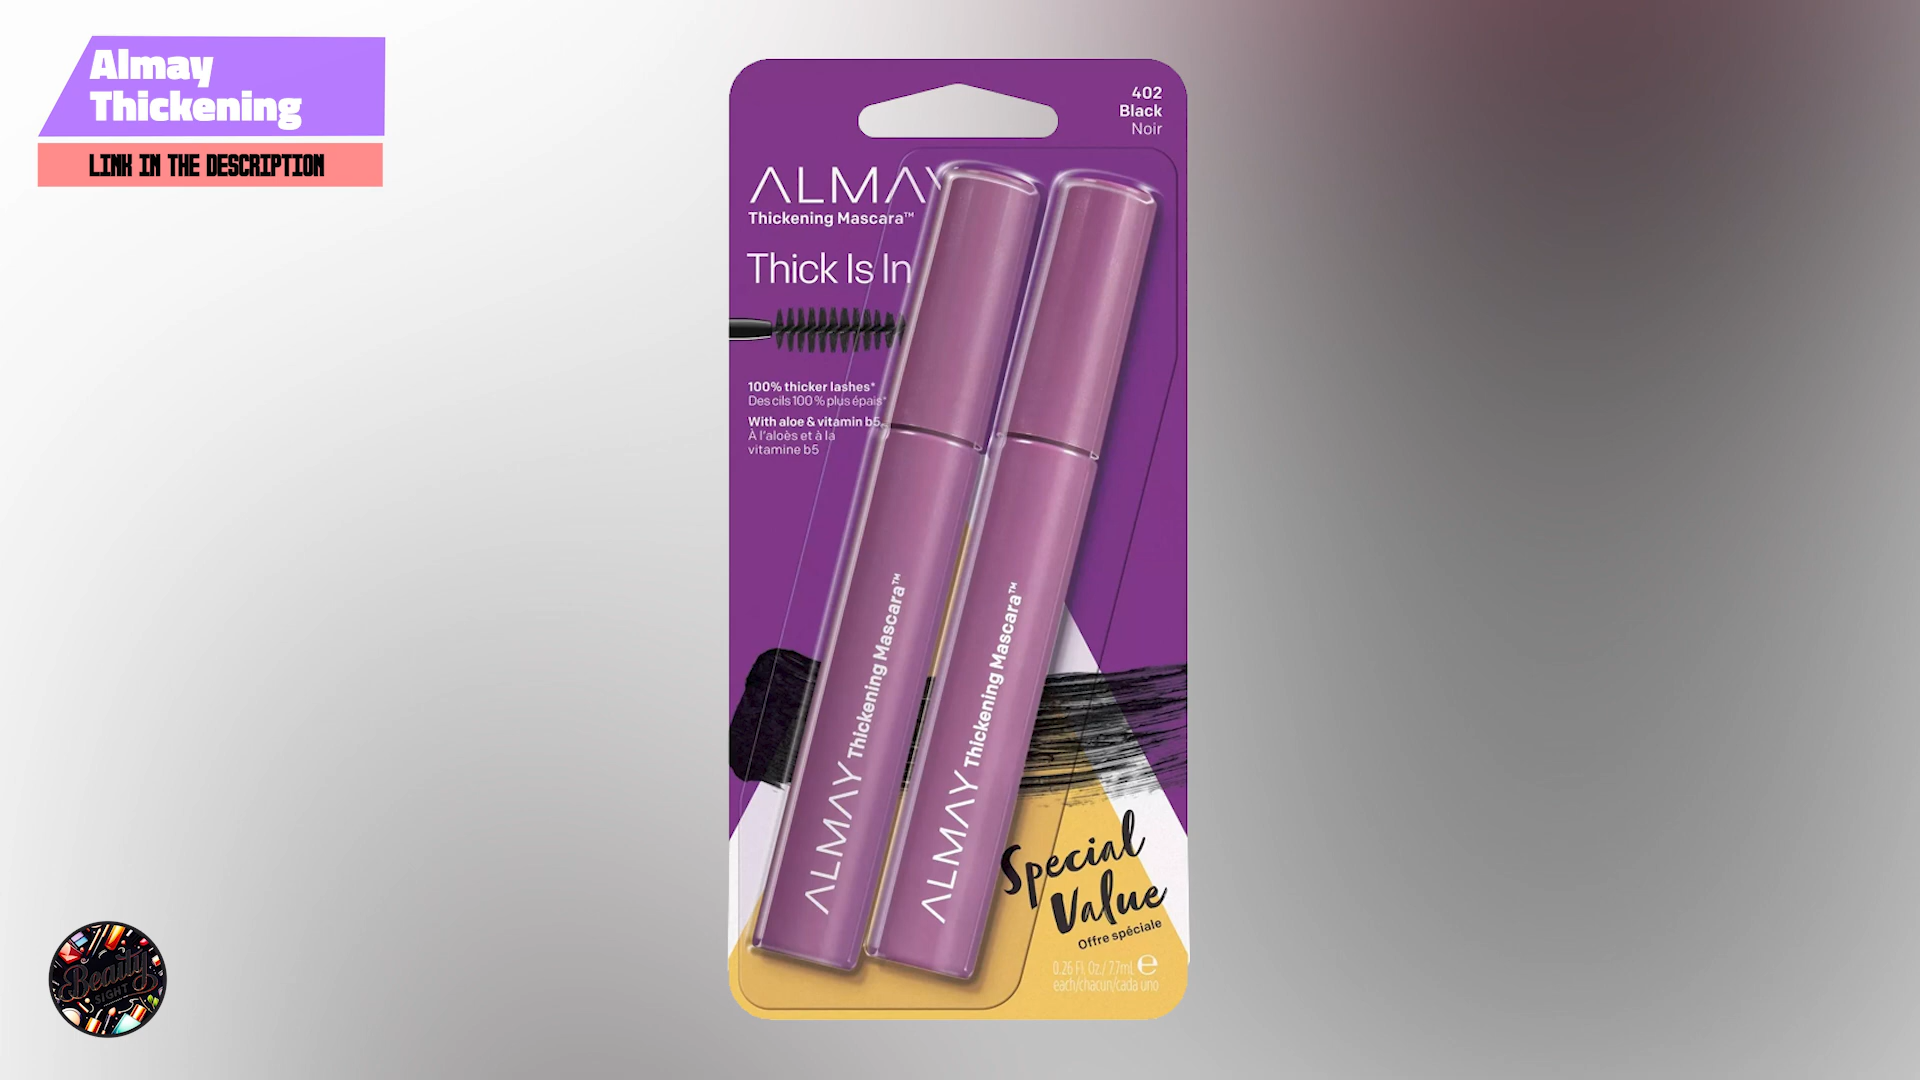 Almay
Thickening
LINK IN THE DESCRIPTION
402
Black
Noir
ALMAY
Thickening Mascara™
Thick Is In
100% thicker lashes*
Des cils 100 % plus épais*
With aloe & vitamin b5
À l'aloès et à la
vitamine b5
ALMAY Thickening Mascara™
ALMAY Thickening Mascara™
Special
Value
Offre spéciale
0.26 Fl. Oz./ 7.7mL e
each/chacun/cada uno
Beauty
SIGHT